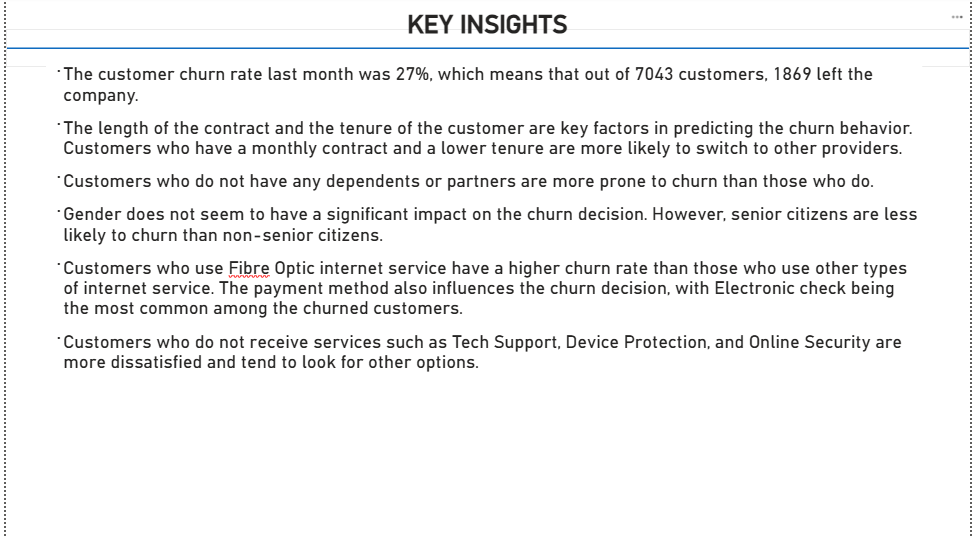 KEY INSIGHTS
·The customer churn rate last month was 27%, which means that out of 7043 customers, 1869 left the
company.
·The length of the contract and the tenure of the customer are key factors in predicting the churn behavior.
Customers who have a monthly contract and a lower tenure are more likely to switch to other providers.
·Customers who do not have any dependents or partners are more prone to churn than those who do.
·Gender does not seem to have a significant impact on the churn decision. However, senior citizens are less
likely to churn than non-senior citizens.
·Customers who use Fibre Optic internet service have a higher churn rate than those who use other types
of internet service. The payment method also influences the churn decision, with Electronic check being
the most common among the churned customers.
·Customers who do not receive services such as Tech Support, Device Protection, and Online Security are
more dissatisfied and tend to look for other options.